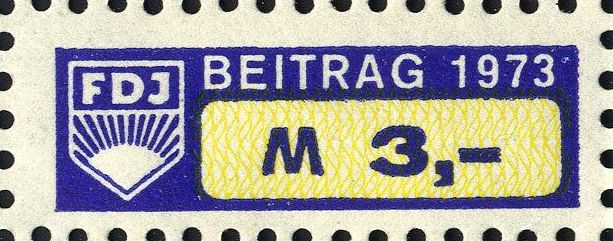 FDJ
BEITRAG 1973
M 3,-